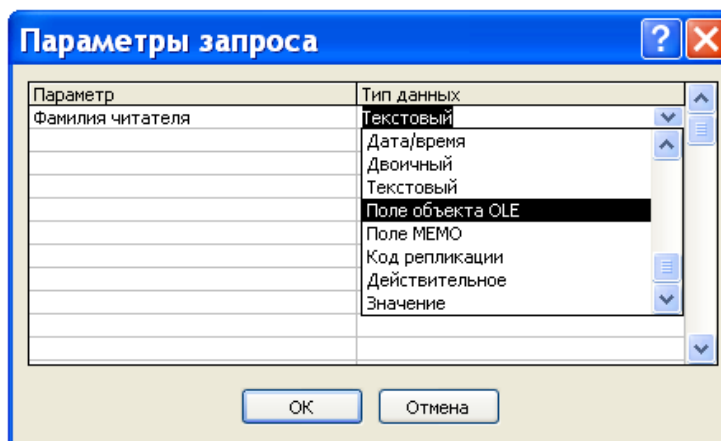 Параметры запроса
Параметр Тип данных
Фамилия читателя Текстовый
Дата/время
Двоичный
Текстовый
Поле объекта OLE
Поле МЕМО
Код репликации
Действительное
Значение
ОК Отмена